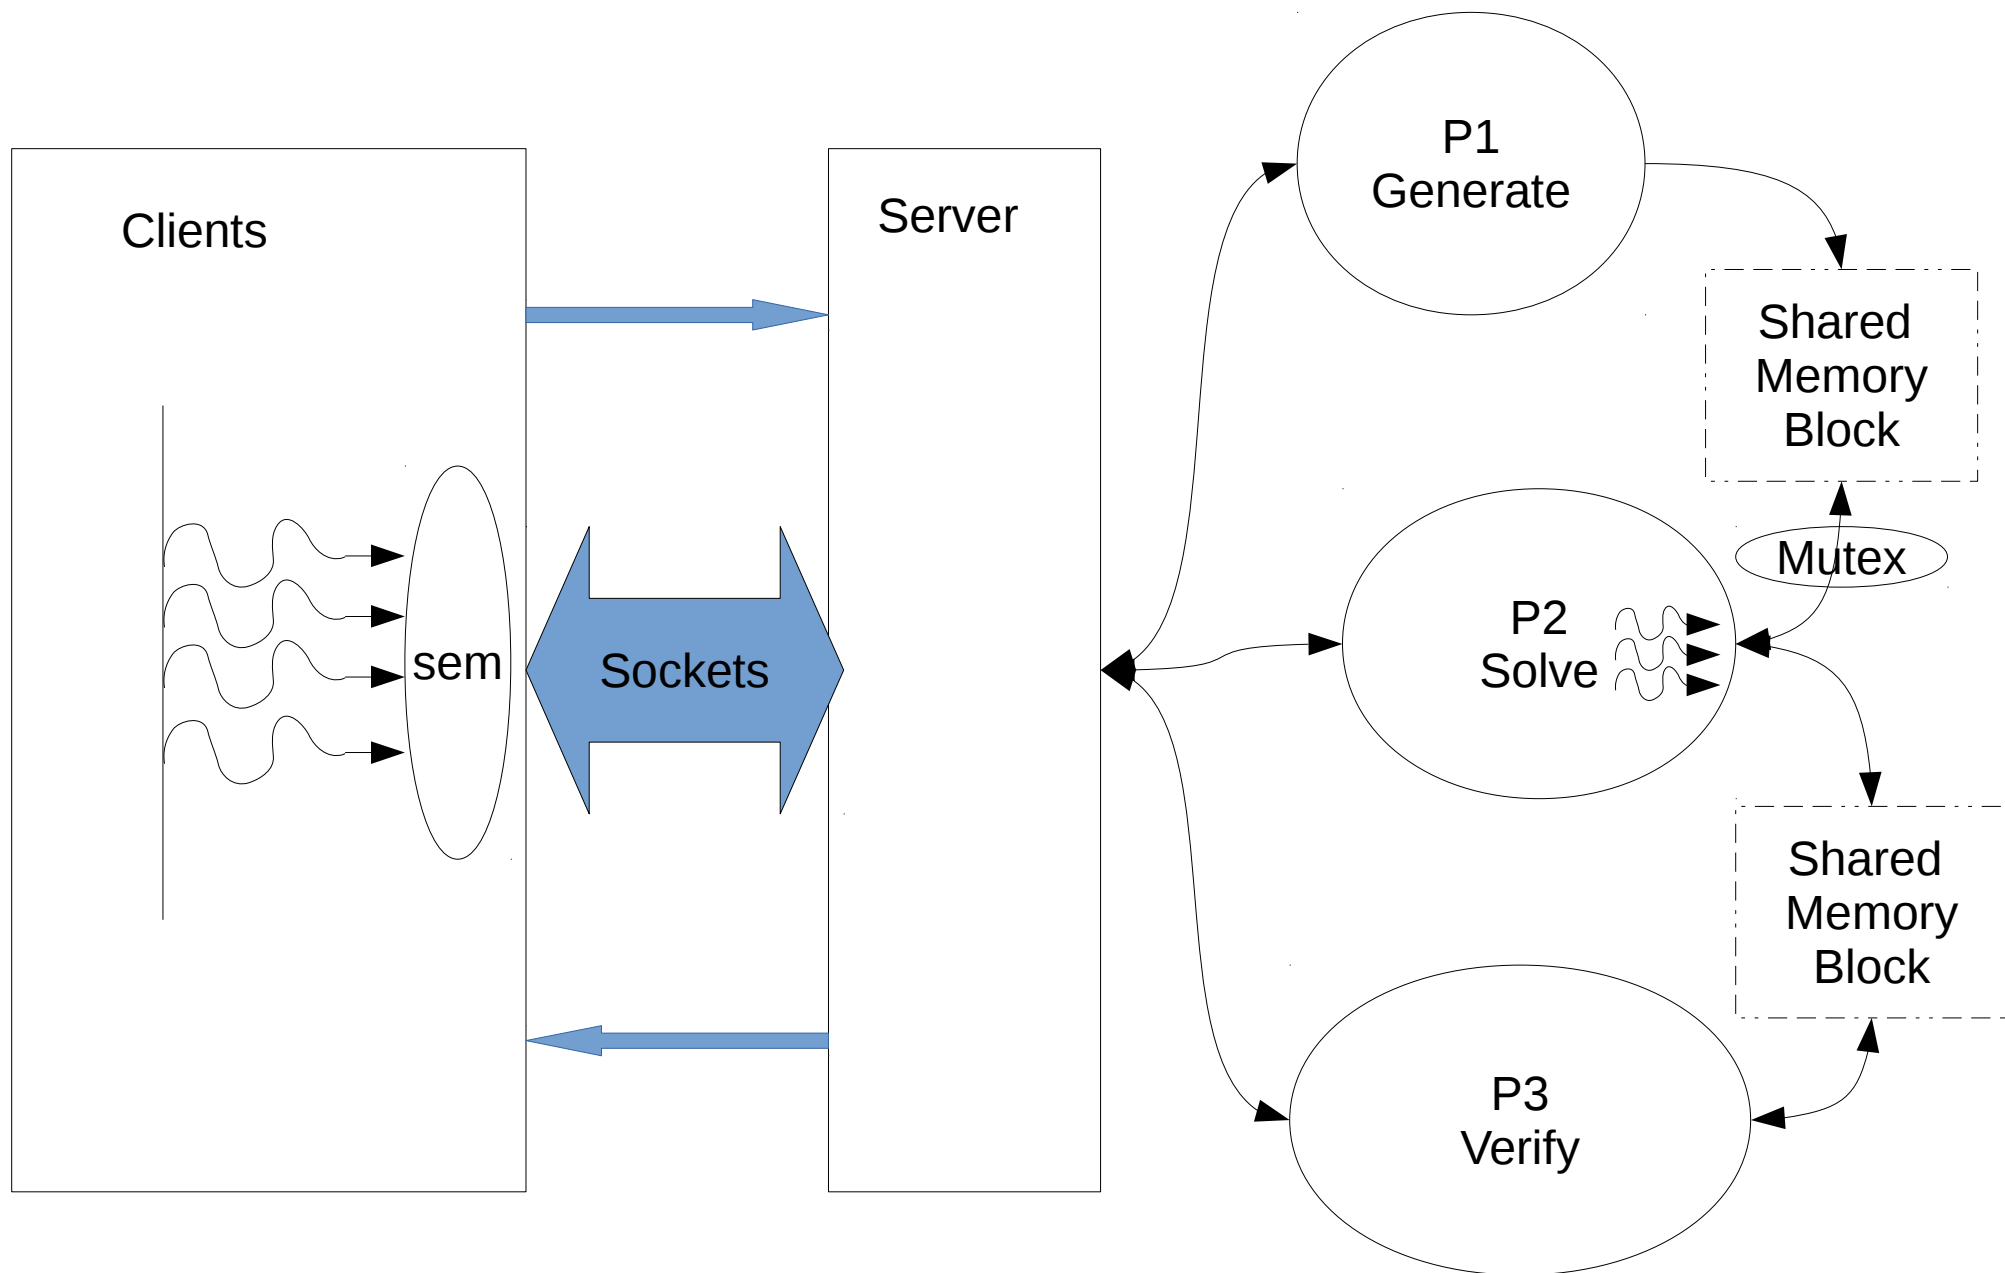 Clients
sem
Sockets
Server
P1
Generate
Shared
Memory
Block
Mutex
P2
Solve
Shared
Memory
Block
P3
Verify